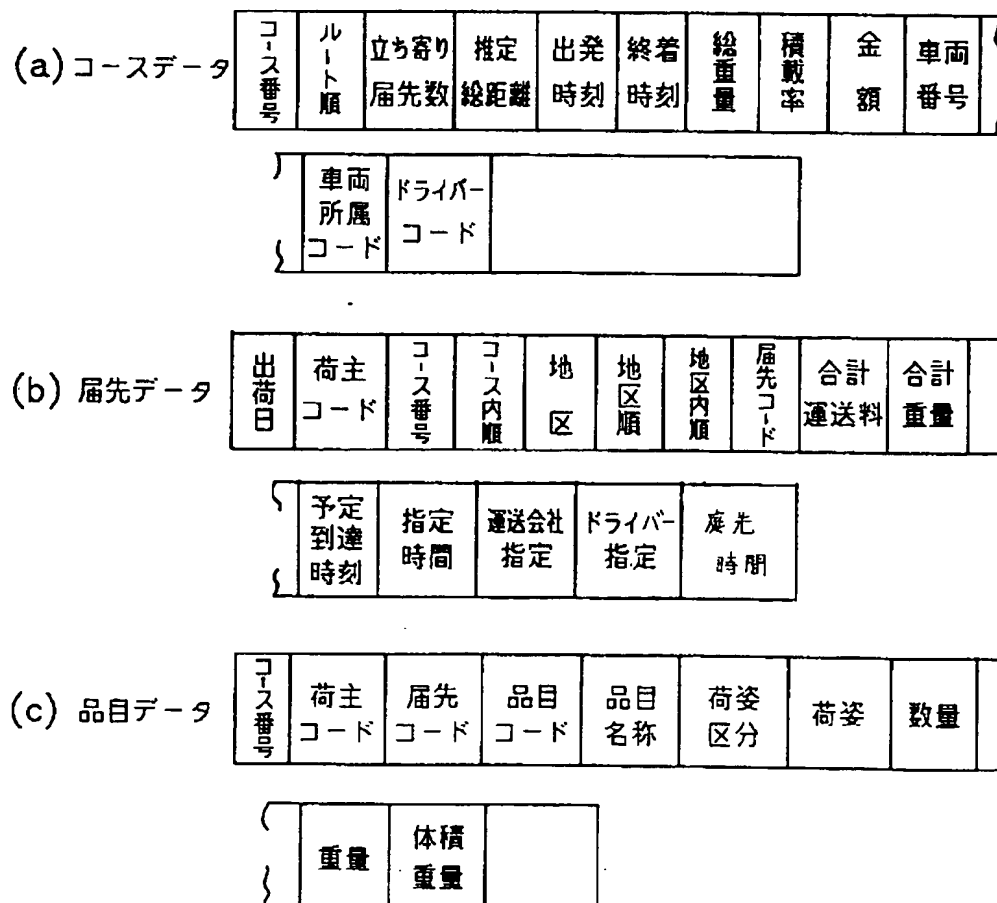 (a) コースデータ
コース番号
ルート順
立ち寄り
届先数
推定
総距離
出発
時刻
終着
時刻
総重量
積載率
金額
車両
番号
車両
所属
コード
ドライバー
コード
(b) 届先データ
出荷日
荷主
コード
コース番号
コース内順
地区
地区順
地区内順
届先コード
合計
運送料
合計
重量
予定
到達
時刻
指定
時間
運送会社
指定
ドライバー
指定
庭先
時間
(c) 品目データ
コース番号
荷主
コード
届先
コード
品目
コード
品目
名称
荷姿
区分
荷姿
数量
重量
体積
重量